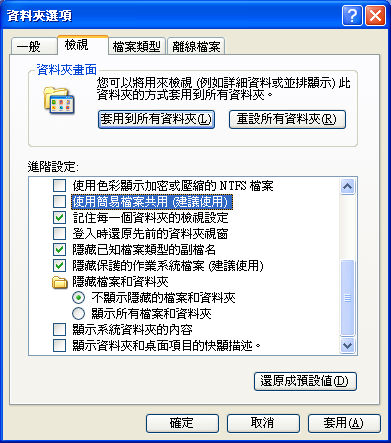 資料夾選項
一般
檢視
檔案類型
離線檔案
資料夾畫面
您可以將用來檢視 (例如詳細資料或並排顯示) 此
資料夾的方式套用到所有資料夾。
套用到所有資料夾(L)
重設所有資料夾(R)
進階設定:
使用色彩顯示加密或壓縮的 NTFS 檔案
使用簡易檔案共用 (建議使用)
記住每一個資料夾的檢視設定
登入時還原先前的資料夾視窗
隱藏已知檔案類型的副檔名
隱藏保護的作業系統檔案 (建議使用)
隱藏檔案和資料夾
不顯示隱藏的檔案和資料夾
顯示所有檔案和資料夾
顯示系統資料夾的內容
顯示資料夾和桌面項目的快顯描述。
還原成預設值(D)
確定
取消
套用(A)